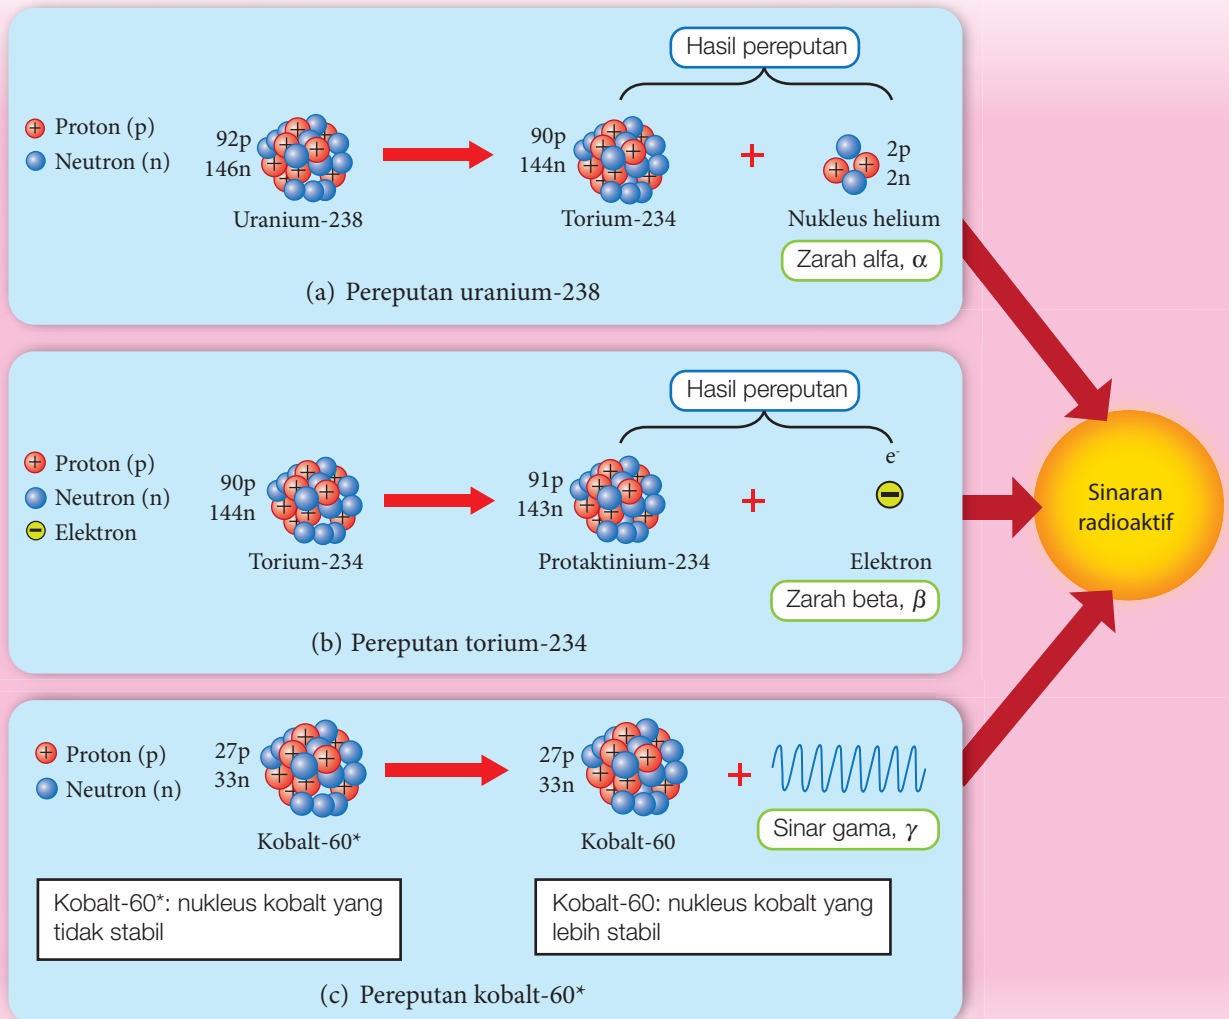 Hasil pereputan
+ Proton (p)
Neutron (n)
92p
146n
Uranium-238
90p
144n
Torium-234
+
2p
2n
Nukleus helium
Zarah alfa, α
(a) Pereputan uranium-238
Hasil pereputan
+ Proton (p)
Neutron (n)
− Elektron
90p
144n
Torium-234
91p
143n
Protaktinium-234
+
e-
−
Elektron
Zarah beta, β
(b) Pereputan torium-234
+ Proton (p)
Neutron (n)
27p
33n
Kobalt-60*
27p
33n
Kobalt-60
+
Sinar gama, γ
Kobalt-60*: nukleus kobalt yang
tidak stabil
Kobalt-60: nukleus kobalt yang
lebih stabil
(c) Pereputan kobalt-60*
Sinaran
radioaktif